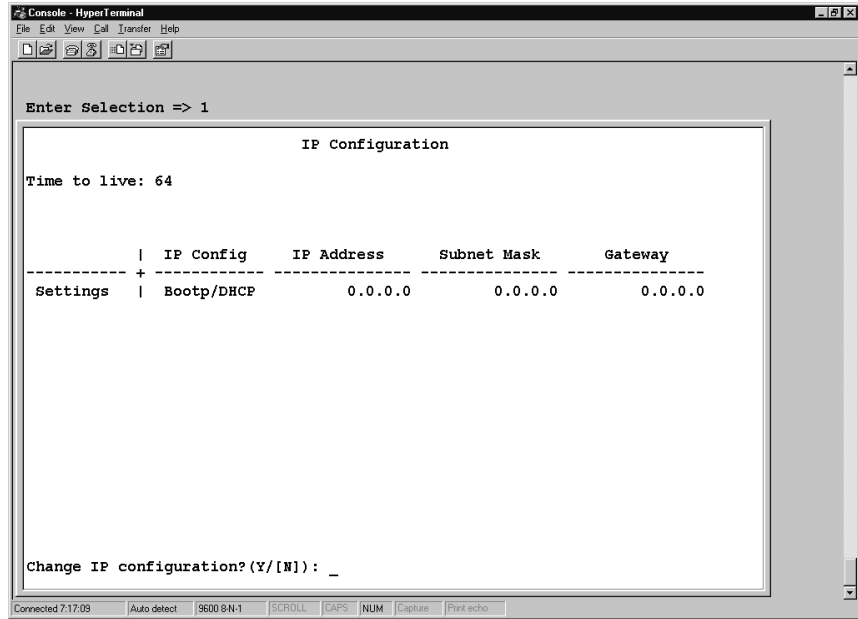 Console - HyperTerminal
File Edit View Call Transfer Help
Enter Selection => 1
IP Configuration
Time to live: 64
| IP Config IP Address Subnet Mask Gateway
----------- + ------------ --------------- --------------- ---------------
Settings | Bootp/DHCP 0.0.0.0 0.0.0.0 0.0.0.0
Change IP configuration?(Y/[N]): _
Connected 7:17:09 Auto detect 9600 8-N-1 SCROLL CAPS NUM Capture Print echo